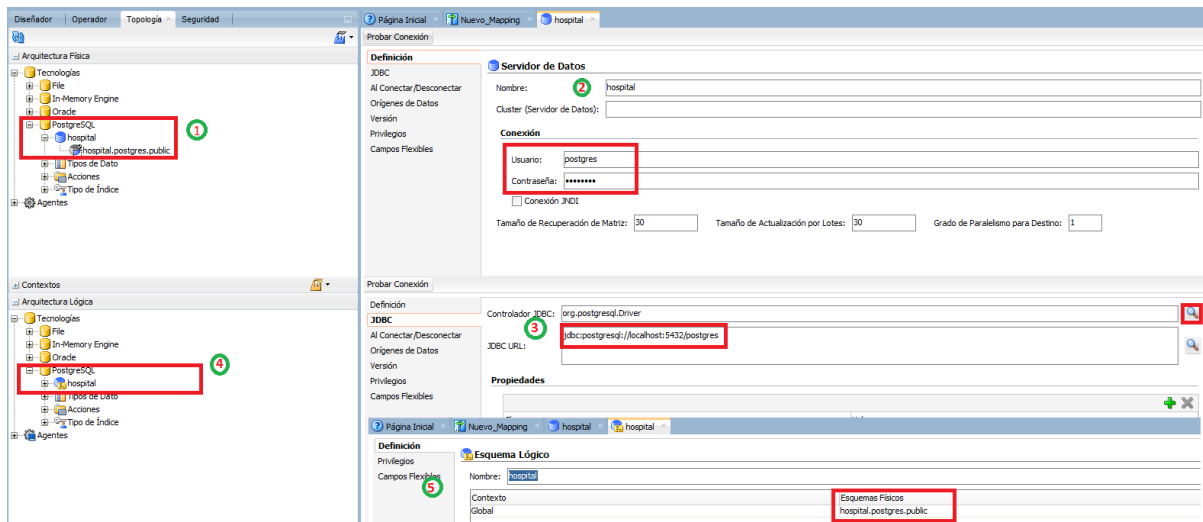 Diseñador Operador Topología Seguridad
Arquitectura Física
Tecnologías
File
In-Memory Engine
Oracle
PostgreSQL
hospital
hospital.postgres.public
Tipos de Dato
Acciones
Tipo de Índice
Agentes
1
Contextos
Arquitectura Lógica
Tecnologías
File
In-Memory Engine
Oracle
PostgreSQL
hospital
Tipos de Dato
Acciones
Tipo de Índice
Agentes
4
Página Inicial Nuevo_Mapping hospital
Probar Conexión
Definición
JDBC
Al Conectar/Desconectar
Orígenes de Datos
Versión
Privilegios
Campos Flexibles
Servidor de Datos
Nombre: 2 hospital
Cluster (Servidor de Datos):
Conexión
Usuario: postgres
Contraseña: ••••••••
Conexión JNDI
Tamaño de Recuperación de Matriz: 30 Tamaño de Actualización por Lotes: 30 Grado de Paralelismo para Destino: 1
Probar Conexión
Definición
JDBC
Al Conectar/Desconectar
Orígenes de Datos
Versión
Privilegios
Campos Flexibles
Controlador JDBC: org.postgresql.Driver
3
JDBC URL: jdbc:postgresql://localhost:5432/postgres
Propiedades
Página Inicial Nuevo_Mapping hospital hospital
Definición
Privilegios
Campos Flexibles
5
Esquema Lógico
Nombre: hospital
Contexto Esquemas Físicos
Global hospital.postgres.public